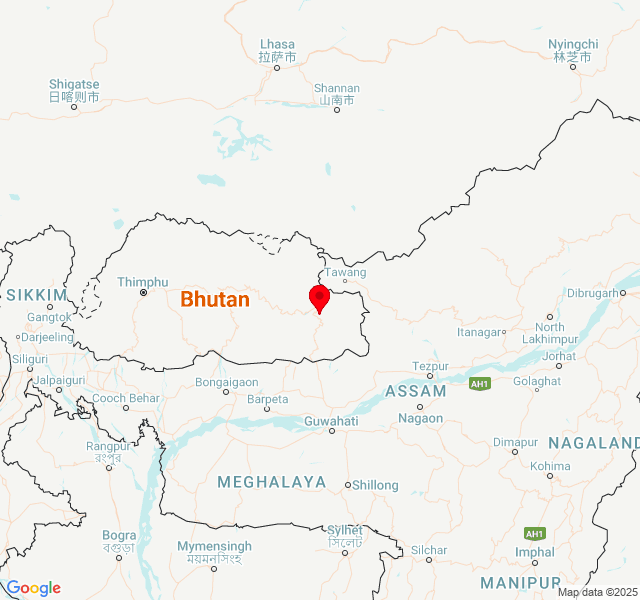 Lhasa
拉萨市
Nyingchi
林芝市
Shigatse
日喀则市
Shannan
山南市
Tawang
Thimphu
Bhutan
SIKKIM
Gangtok
Dibrugarh
Darjeeling
North
Lakhimpur
Itanagar
Siliguri
Jorhat
Tezpur
Jalpaiguri
Bongaigaon
ASSAM
AH1
Golaghat
Cooch Behar
Barpeta
Nagaon
Guwahati
Rangpur
রংপুর
Dimapur
NAGALAND
Kohima
MEGHALAYA
Shillong
Bogra
বগুড়া
Sylhet
সিলেট
AH1
Mymensingh
ময়মনসিংহ
Silchar
Imphal
MANIPUR
Google
Map data ©2025